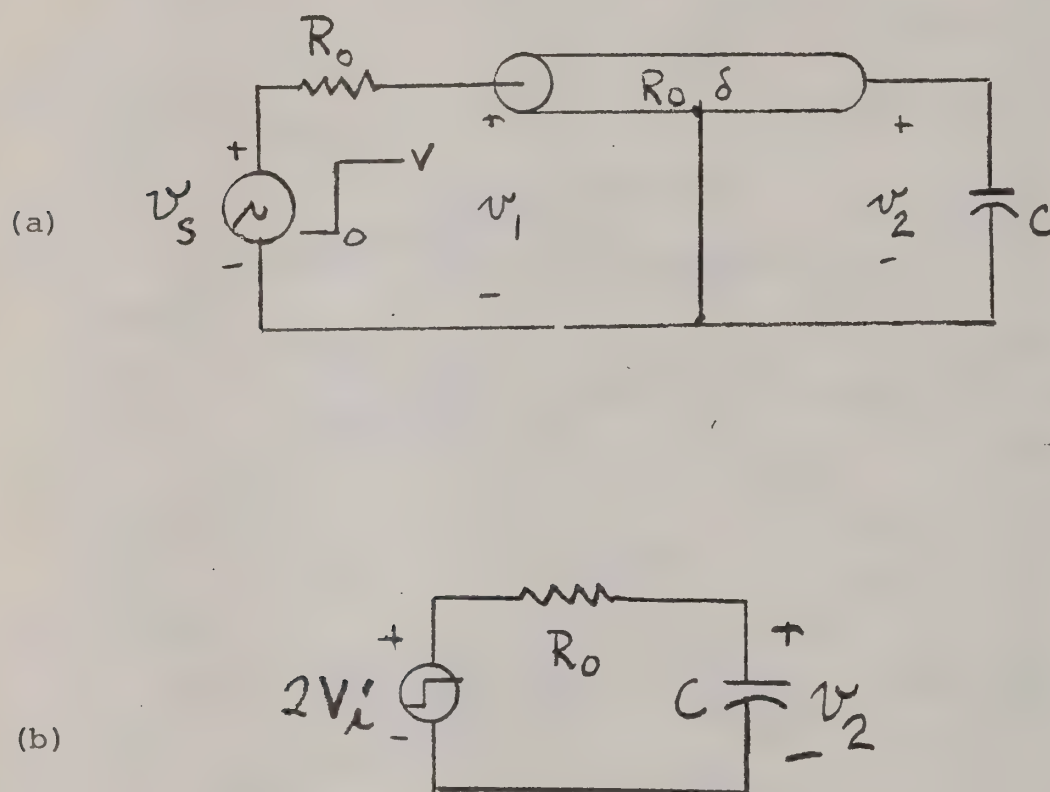 R₀
R₀ δ
+ +
+ V
(a) v_S v₁ v₂ C
0
- - -
+ R₀ +
2V_i C v₂
(b) - -